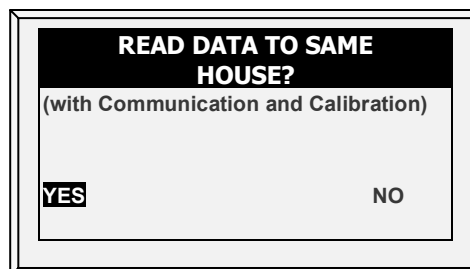 READ DATA TO SAME
HOUSE?
(with Communication and Calibration)
YES NO